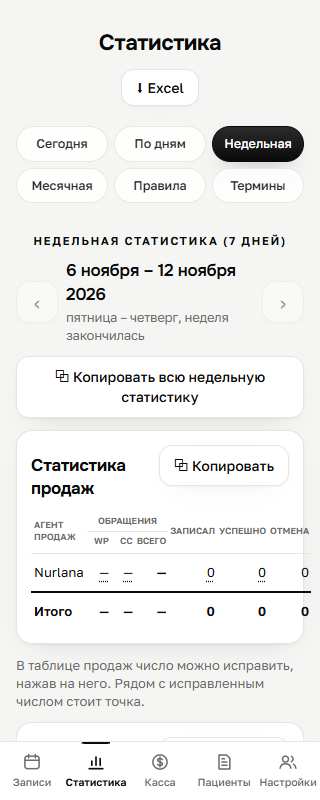 Статистика
⭳ Excel
Сегодня
По дням
Недельная
Месячная
Правила
Термины
НЕДЕЛЬНАЯ СТАТИСТИКА (7 ДНЕЙ)
‹
6 ноября – 12 ноября
2026
пятница – четверг, неделя
закончилась
›
Копировать всю недельную
статистику
Статистика
продаж
Копировать
АГЕНТ
ПРОДАЖ
ОБРАЩЕНИЯ
WP CC ВСЕГО
ЗАПИСАЛ УСПЕШНО ОТМЕНА
Nurlana — — — 0 0 0
Итого — — — 0 0 0
В таблице продаж число можно исправить,
нажав на него. Рядом с исправленным
числом стоит точка.
Записи Статистика Касса Пациенты Настройки